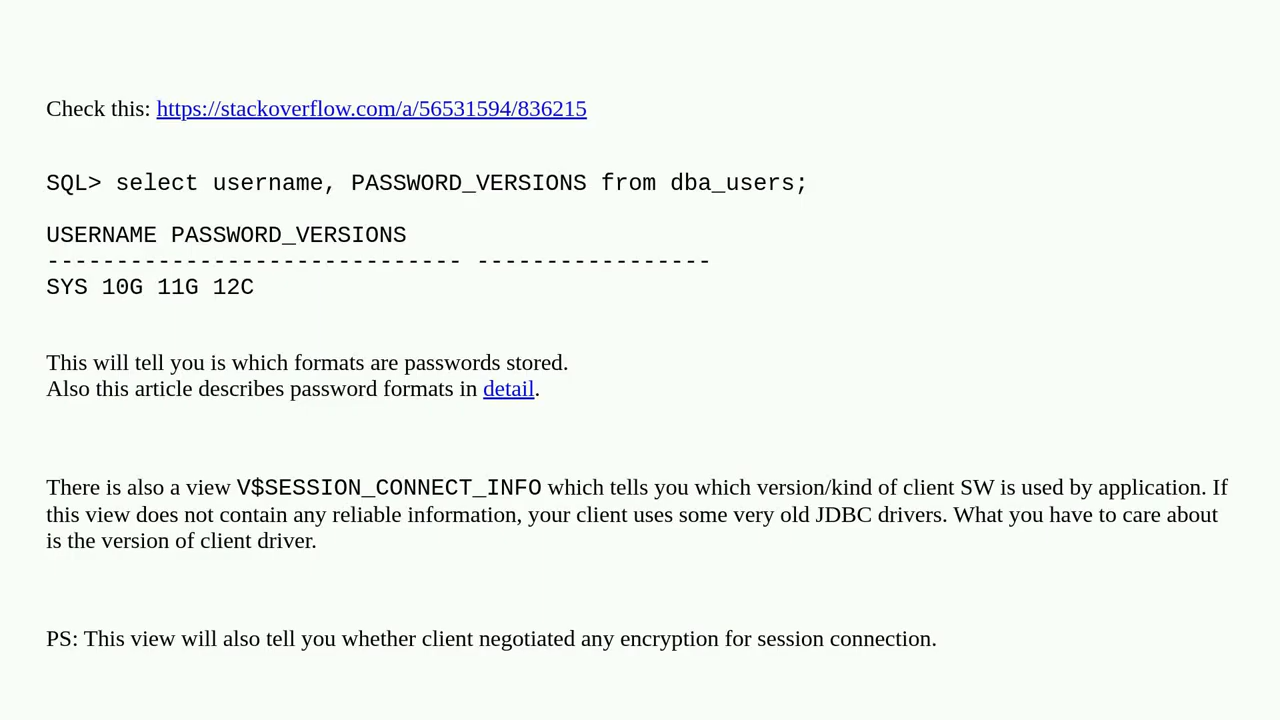 Check this: https://stackoverflow.com/a/56531594/836215
SQL> select username, PASSWORD_VERSIONS from dba_users;
USERNAME PASSWORD_VERSIONS
------------------------------ -----------------
SYS 10G 11G 12C
This will tell you is which formats are passwords stored.
Also this article describes password formats in detail.
There is also a view V$SESSION_CONNECT_INFO which tells you which version/kind of client SW is used by application. If
this view does not contain any reliable information, your client uses some very old JDBC drivers. What you have to care about
is the version of client driver.
PS: This view will also tell you whether client negotiated any encryption for session connection.